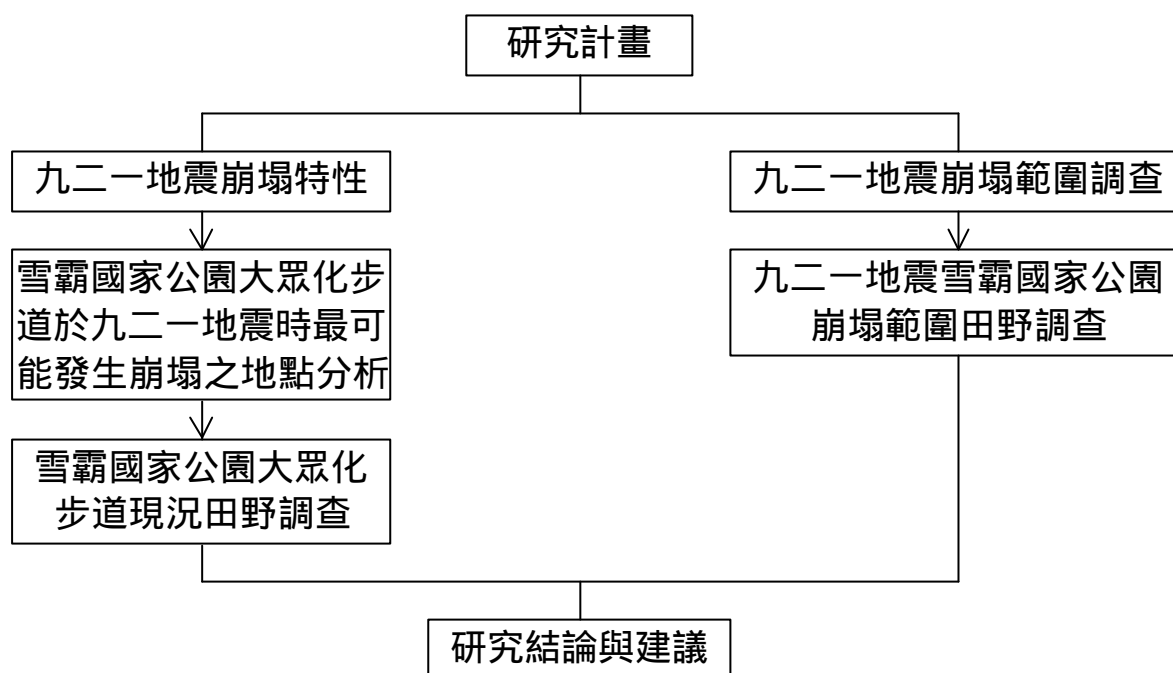 研究計畫
九二一地震崩塌特性
雪霸國家公園大眾化步
道於九二一地震時最可
能發生崩塌之地點分析
雪霸國家公園大眾化
步道現況田野調查
九二一地震崩塌範圍調查
九二一地震雪霸國家公園
崩塌範圍田野調查
研究結論與建議